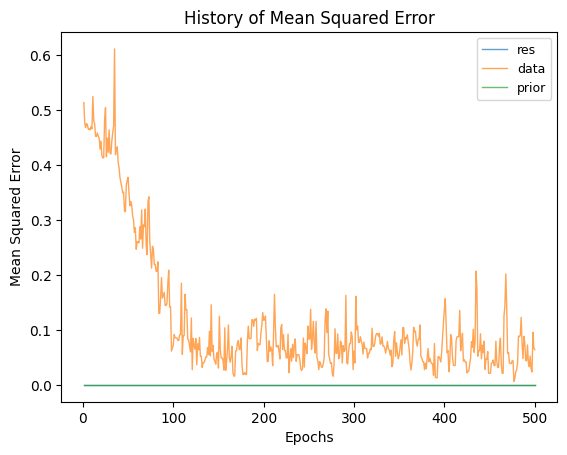 History of Mean Squared Error
res
data
prior
Mean Squared Error
0.6
0.5
0.4
0.3
0.2
0.1
0.0
0
100
200
300
400
500
Epochs